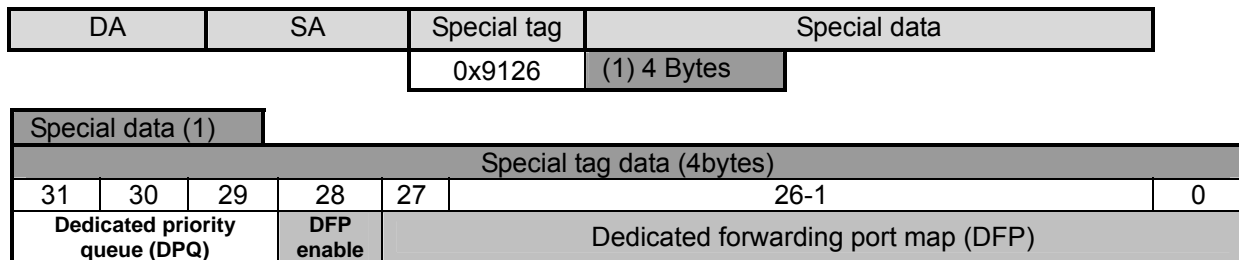 DA SA Special tag Special data
0x9126 (1) 4 Bytes
Special data (1)
Special tag data (4bytes)
31 30 29 28 27 26-1 0
Dedicated priority queue (DPQ) DFP enable Dedicated forwarding port map (DFP)